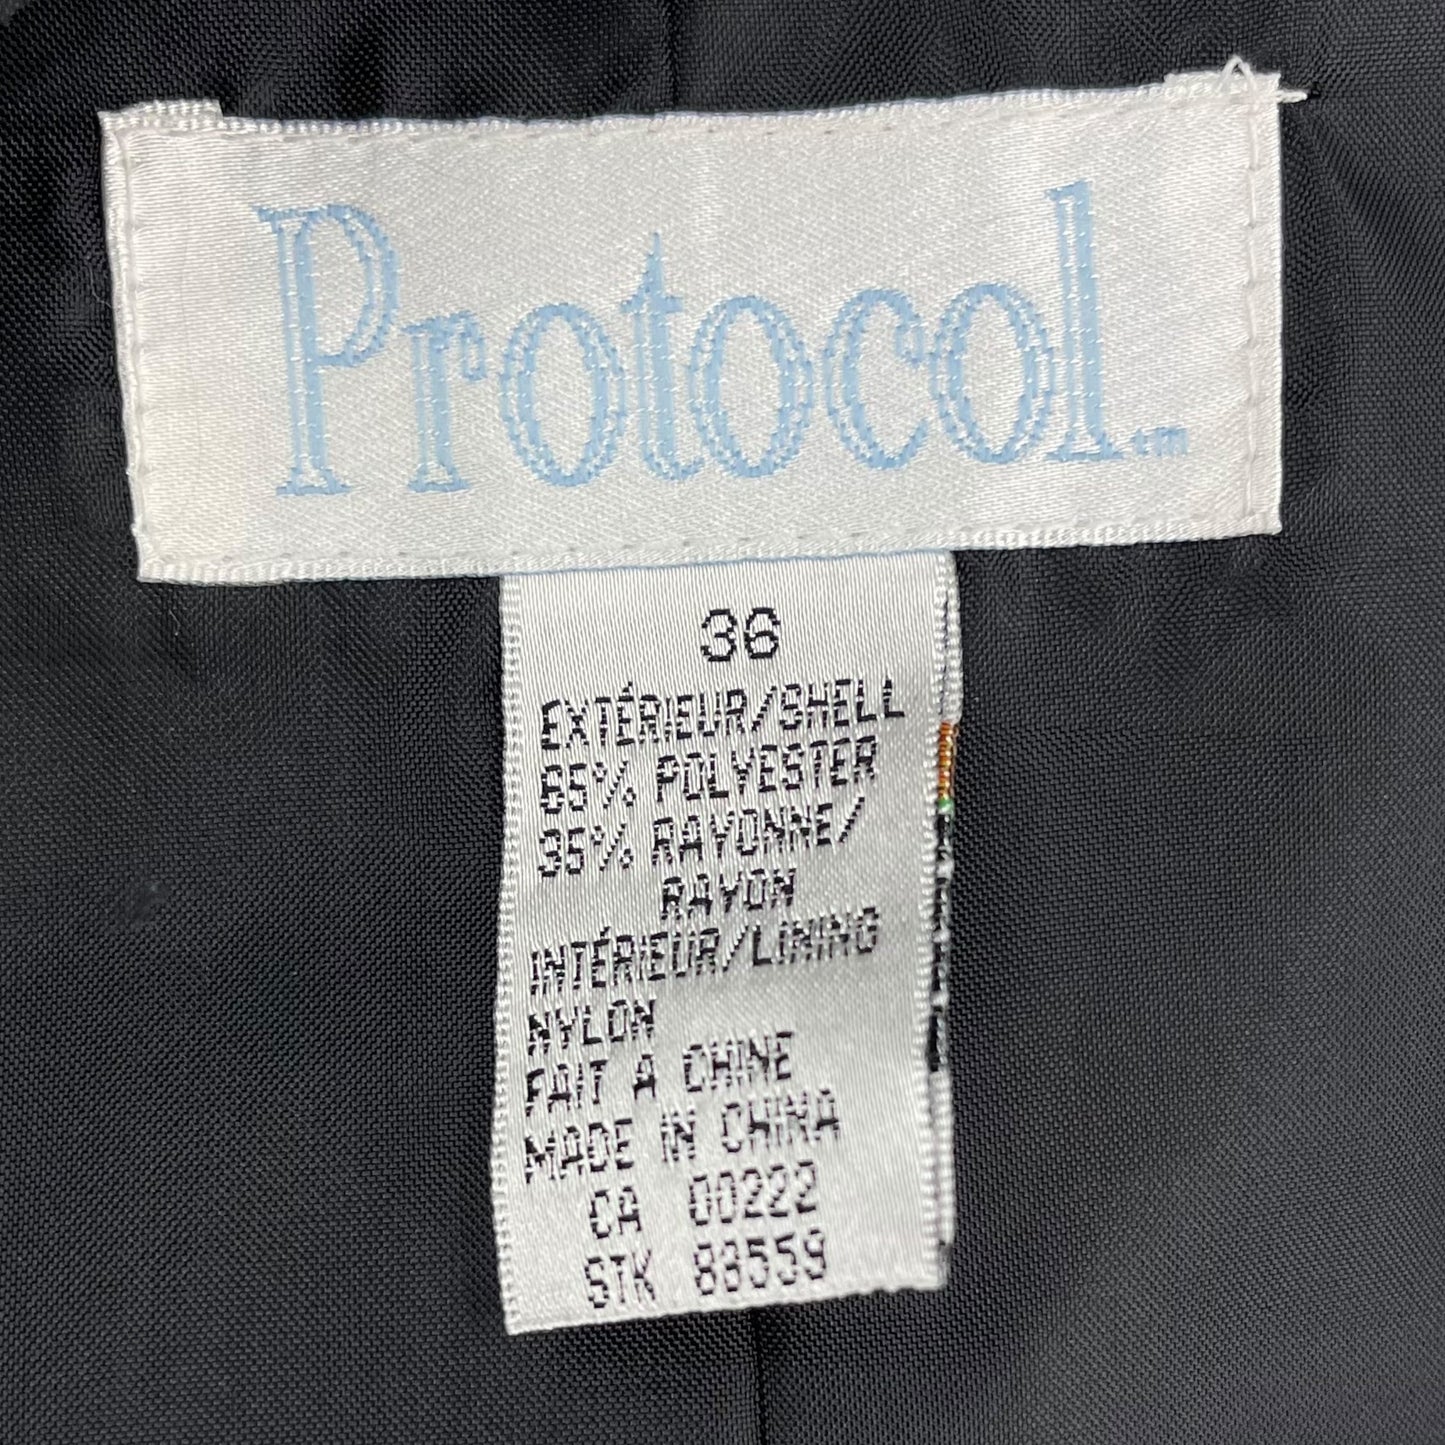 Protocol tm
36
EXTÉRIEUR/SHELL
65% POLYESTER
35% RAYONNE/
RAYON
INTÉRIEUR/LINING
NYLON
FAIT A CHINE
MADE IN CHINA
CA 00222
STK 83559